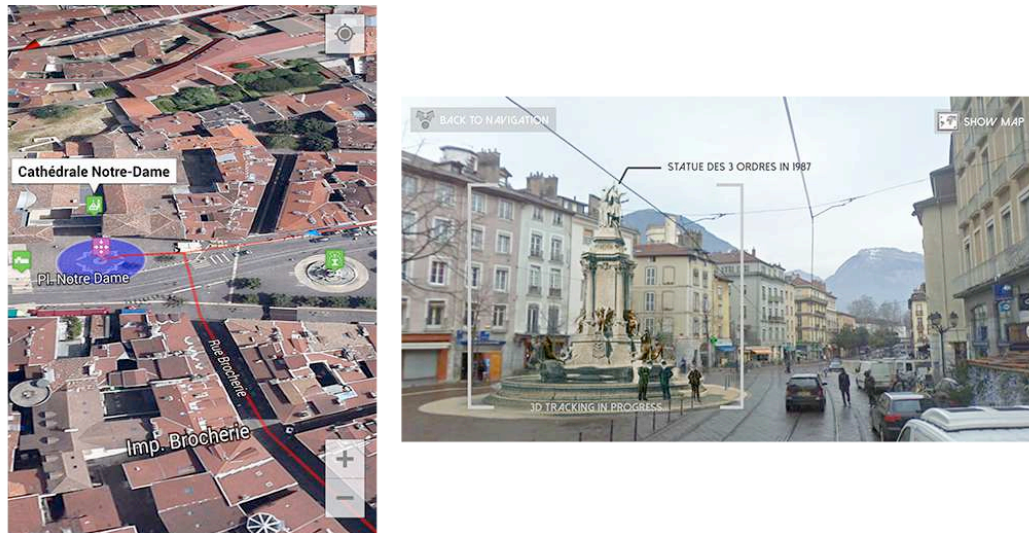 Cathédrale Notre-Dame
Pl. Notre Dame
Rue Brocherie
Imp. Brocherie
+
−
BACK TO NAVIGATION
SHOW MAP
STATUE DES 3 ORDRES IN 1987
3D TRACKING IN PROGRESS